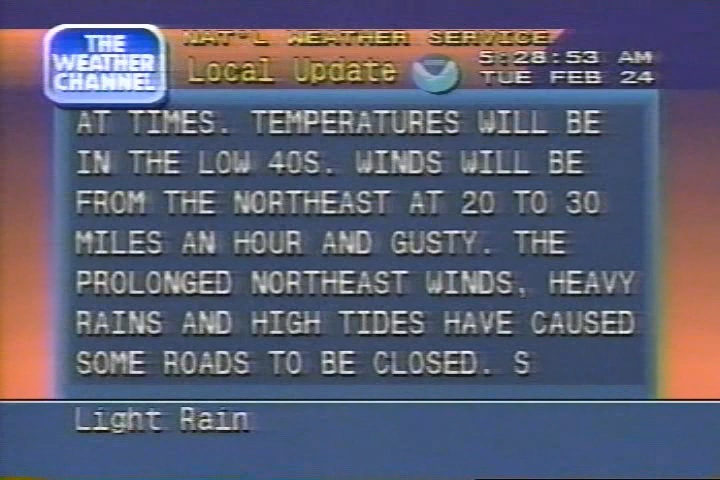 THE
WEATHER
CHANNEL
NAT'L WEATHER SERVICE
Local Update
5:28:53 AM
TUE FEB 24
AT TIMES. TEMPERATURES WILL BE
IN THE LOW 40S. WINDS WILL BE
FROM THE NORTHEAST AT 20 TO 30
MILES AN HOUR AND GUSTY. THE
PROLONGED NORTHEAST WINDS, HEAVY
RAINS AND HIGH TIDES HAVE CAUSED
SOME ROADS TO BE CLOSED. S
Light Rain